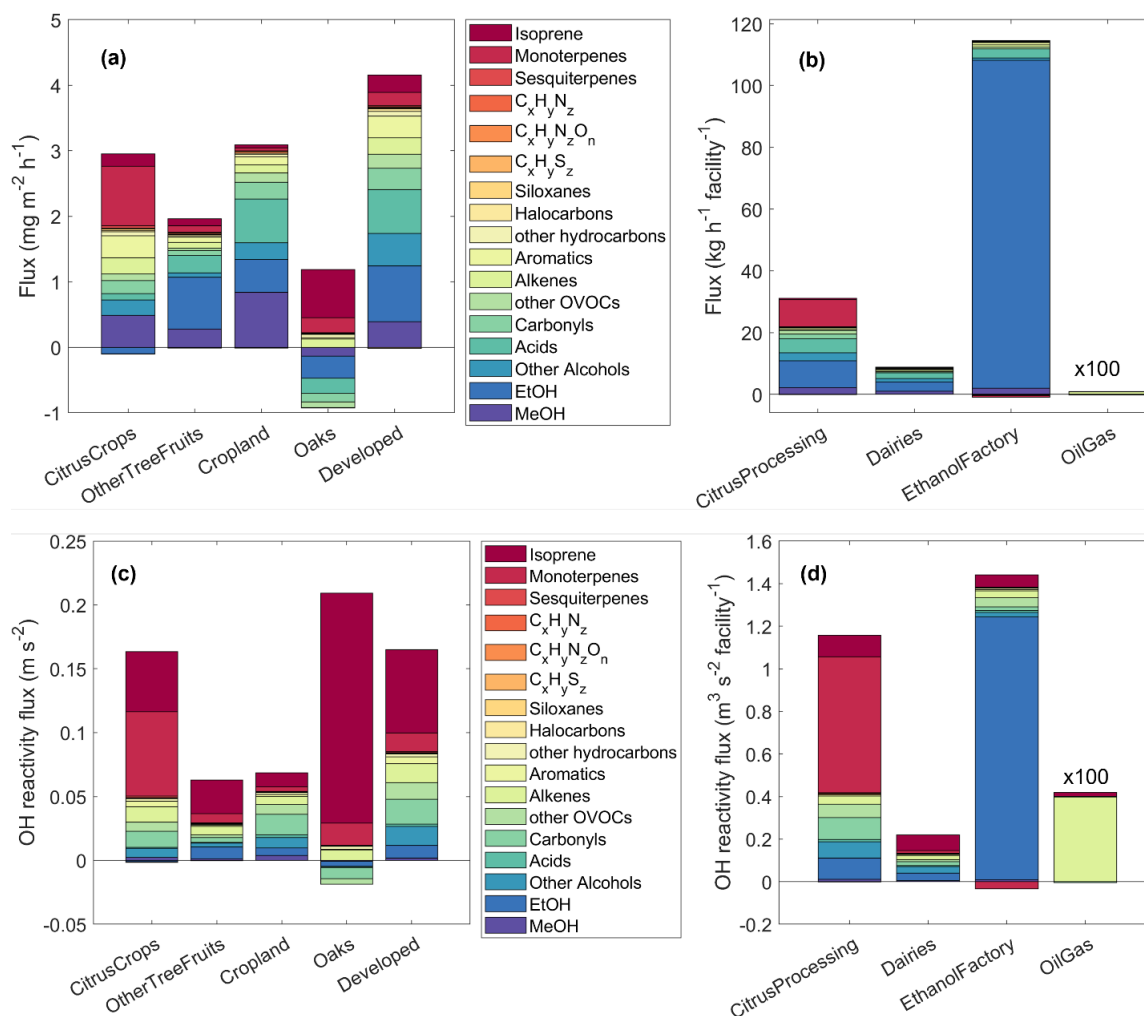 (a)
Flux (mg m⁻² h⁻¹)
5
4
3
2
1
0
-1
CitrusCrops
OtherTreeFruits
Cropland
Oaks
Developed
Isoprene
Monoterpenes
Sesquiterpenes
CₓHᵧN_z
CₓHᵧN_zOₙ
CₓHᵧS_z
Siloxanes
Halocarbons
other hydrocarbons
Aromatics
Alkenes
other OVOCs
Carbonyls
Acids
Other Alcohols
EtOH
MeOH
(b)
Flux (kg h⁻¹ facility⁻¹)
120
100
80
60
40
20
0
x100
CitrusProcessing
Dairies
EthanolFactory
OilGas
(c)
OH reactivity flux (m s⁻²)
0.25
0.2
0.15
0.1
0.05
0
-0.05
CitrusCrops
OtherTreeFruits
Cropland
Oaks
Developed
Isoprene
Monoterpenes
Sesquiterpenes
CₓHᵧN_z
CₓHᵧN_zOₙ
CₓHᵧS_z
Siloxanes
Halocarbons
other hydrocarbons
Aromatics
Alkenes
other OVOCs
Carbonyls
Acids
Other Alcohols
EtOH
MeOH
(d)
OH reactivity flux (m³ s⁻² facility⁻¹)
1.6
1.4
1.2
1
0.8
0.6
0.4
0.2
0
-0.2
x100
CitrusProcessing
Dairies
EthanolFactory
OilGas